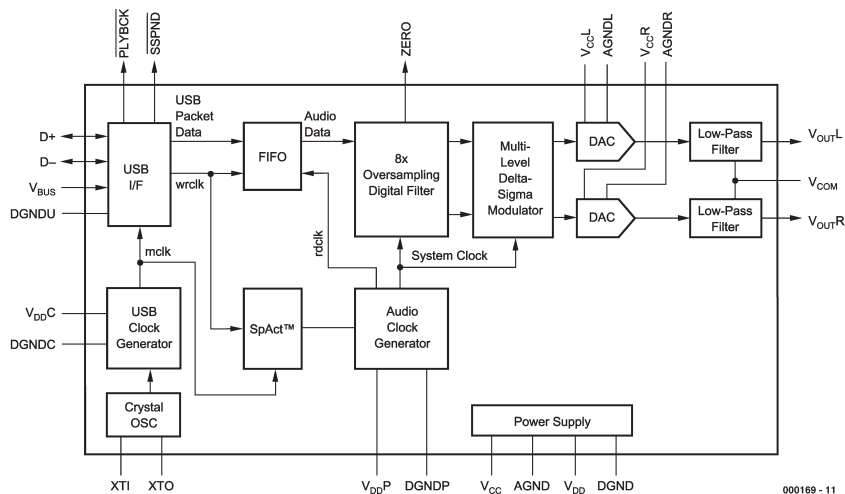 PLYBCK
SSPND
ZERO
VCCL
AGNDL
VCCR
AGNDR
USB
Packet
Data
Audio Data
D+
D–
VBUS
DGNDU
USB
I/F
wrclk
FIFO
8x
Oversampling
Digital Filter
Multi-
Level
Delta-
Sigma
Modulator
DAC
DAC
Low-Pass
Filter
Low-Pass
Filter
VOUTL
VCOM
VOUTR
mclk
rdclk
System Clock
VDDC
DGNDC
USB
Clock
Generator
SpAct™
Audio
Clock
Generator
Crystal
OSC
Power Supply
XTI
XTO
VDDP
DGNDP
VCC
AGND
VDD
DGND
000169 - 11